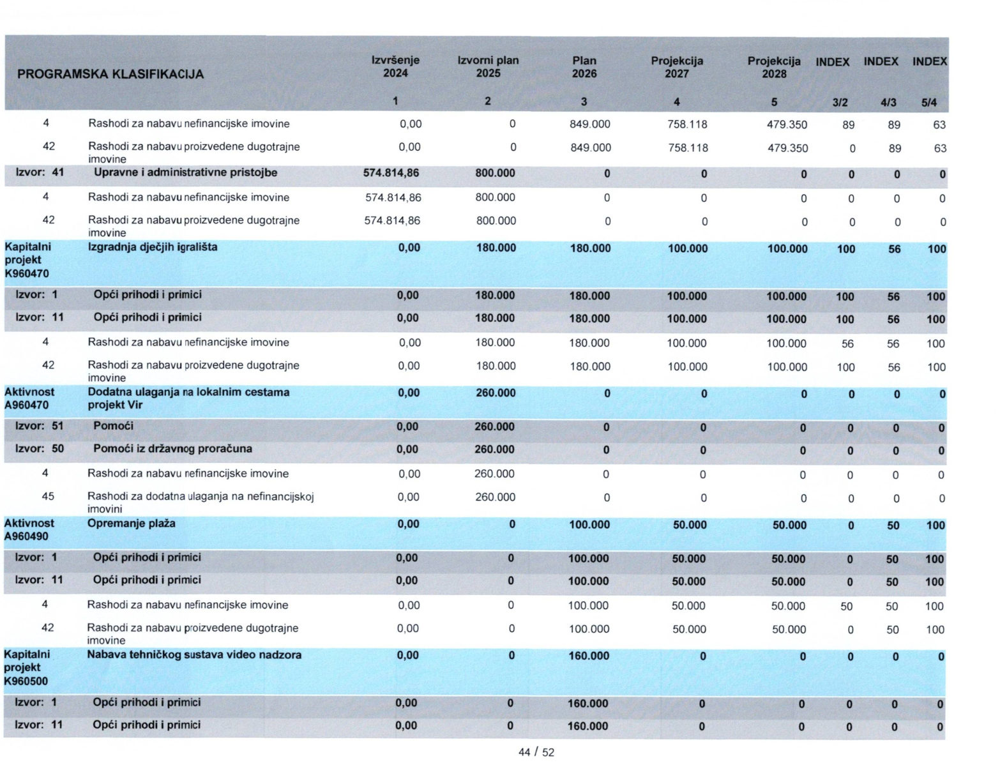 PROGRAMSKA KLASIFIKACIJA Izvršenje 2024 Izvorni plan 2025 Plan 2026 Projekcija 2027 Projekcija 2028 INDEX INDEX INDEX
1 2 3 4 5 3/2 4/3 5/4
4 Rashodi za nabavu nefinancijske imovine 0,00 0 849.000 758.118 479.350 89 89 63
42 Rashodi za nabavu proizvedene dugotrajne 0,00 0 849.000 758.118 479.350 0 89 63
imovine
Izvor: 41 Upravne i administrativne pristojbe 574.814,86 800.000 0 0 0 0 0 0
4 Rashodi za nabavu nefinancijske imovine 574.814,86 800.000 0 0 0 0 0 0
42 Rashodi za nabavu proizvedene dugotrajne 574.814,86 800.000 0 0 0 0 0 0
imovine
Kapitalni Izgradnja dječjih igrališta 0,00 180.000 180.000 100.000 100.000 100 56 100
projekt
K960470
Izvor: 1 Opći prihodi i primici 0,00 180.000 180.000 100.000 100.000 100 56 100
Izvor: 11 Opći prihodi i primici 0,00 180.000 180.000 100.000 100.000 100 56 100
4 Rashodi za nabavu nefinancijske imovine 0,00 180.000 180.000 100.000 100.000 56 56 100
42 Rashodi za nabavu proizvedene dugotrajne 0,00 180.000 180.000 100.000 100.000 100 56 100
imovine
Aktivnost Dodatna ulaganja na lokalnim cestama 0,00 260.000 0 0 0 0 0 0
A960470 projekt Vir
Izvor: 51 Pomoći 0,00 260.000 0 0 0 0 0 0
Izvor: 50 Pomoći iz državnog proračuna 0,00 260.000 0 0 0 0 0 0
4 Rashodi za nabavu nefinancijske imovine 0,00 260.000 0 0 0 0 0 0
45 Rashodi za dodatna ulaganja na nefinancijskoj 0,00 260.000 0 0 0 0 0 0
imovini
Aktivnost Opremanje plaža 0,00 0 100.000 50.000 50.000 0 50 100
A960490
Izvor: 1 Opći prihodi i primici 0,00 0 100.000 50.000 50.000 0 50 100
Izvor: 11 Opći prihodi i primici 0,00 0 100.000 50.000 50.000 0 50 100
4 Rashodi za nabavu nefinancijske imovine 0,00 0 100.000 50.000 50.000 50 50 100
42 Rashodi za nabavu proizvedene dugotrajne 0,00 0 100.000 50.000 50.000 0 50 100
imovine
Kapitalni Nabava tehničkog sustava video nadzora 0,00 0 160.000 0 0 0 0 0
projekt
K960500
Izvor: 1 Opći prihodi i primici 0,00 0 160.000 0 0 0 0 0
Izvor: 11 Opći prihodi i primici 0,00 0 160.000 0 0 0 0 0
44 / 52